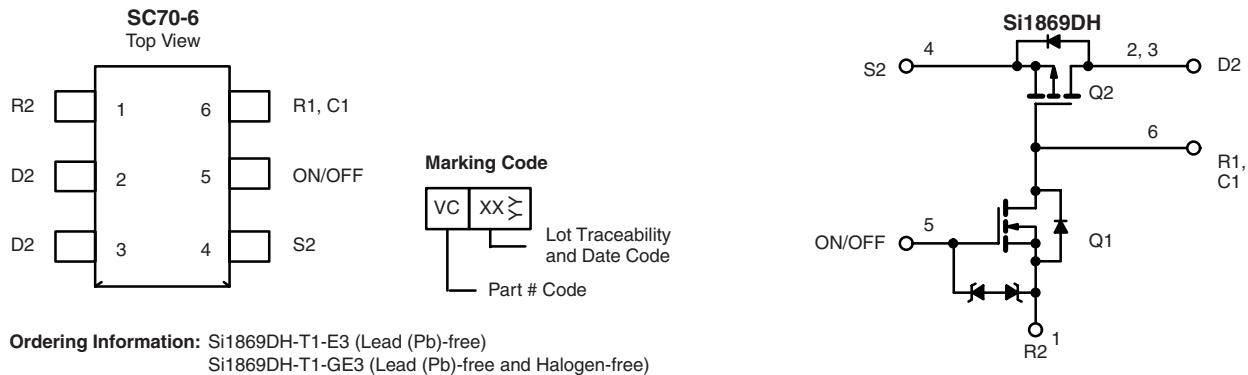 SC70-6
Top View
R2
1
6
R1, C1
D2
2
5
ON/OFF
D2
3
4
S2
Marking Code
VC
XX
YY
Lot Traceability
and Date Code
Part # Code
Ordering Information: Si1869DH-T1-E3 (Lead (Pb)-free)
Si1869DH-T1-GE3 (Lead (Pb)-free and Halogen-free)
Si1869DH
4
2, 3
S2
D2
Q2
6
R1,
C1
5
ON/OFF
Q1
1
R2